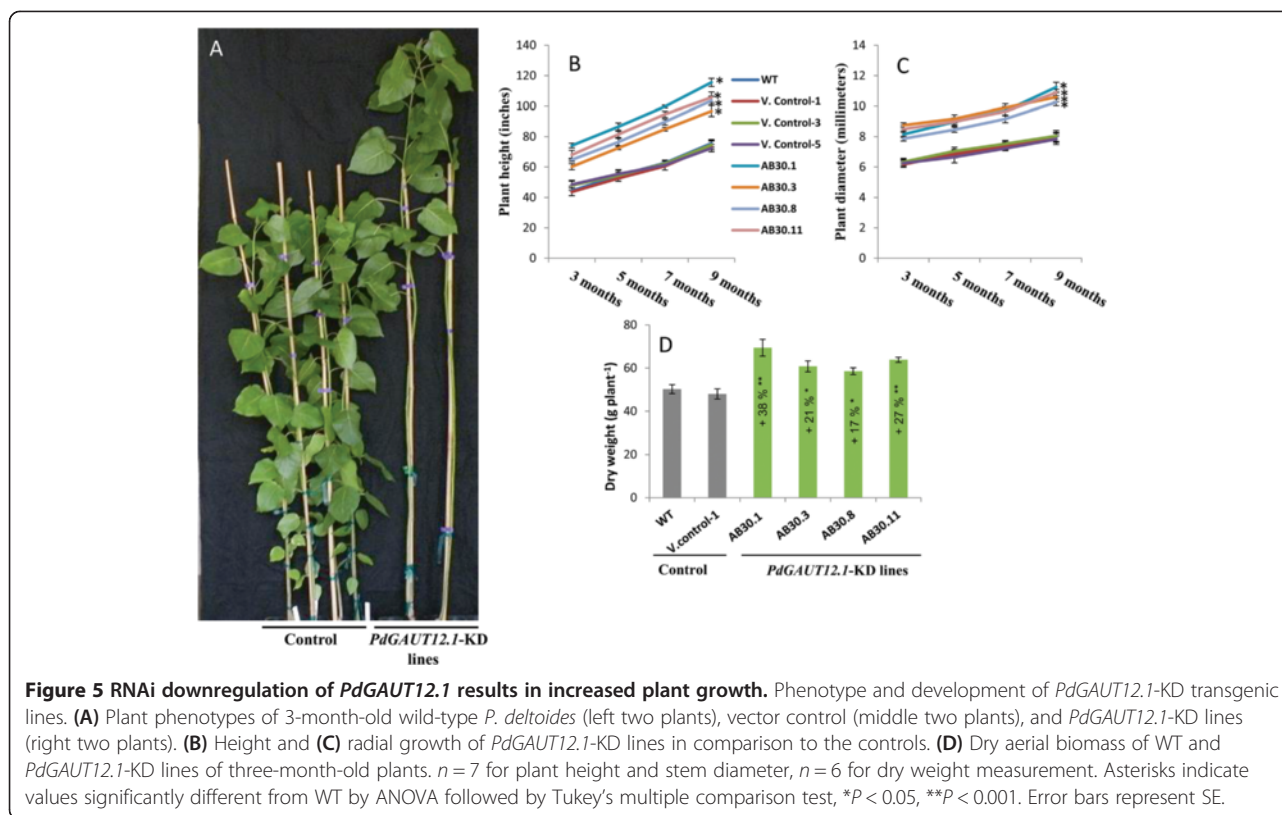 A
Control
PdGAUT12.1-KD
lines
B
Plant height (inches)
140
120
100
80
60
40
20
0
3 months
5 months
7 months
9 months
*
*
*
*
WT
V. Control-1
V. Control-3
V. Control-5
AB30.1
AB30.3
AB30.8
AB30.11
C
Plant diameter (millimeters)
14
12
10
8
6
4
2
0
3 months
5 months
7 months
9 months
*
*
*
*
D
Dry weight (g plant-1)
80
60
40
20
0
+ 38 % **
+ 21 % *
+ 17 % *
+ 27 % **
WT
V.control-1
AB30.1
AB30.3
AB30.8
AB30.11
Control
PdGAUT12.1-KD lines
Figure 5 RNAi downregulation of PdGAUT12.1 results in increased plant growth. Phenotype and development of PdGAUT12.1-KD transgenic
lines. (A) Plant phenotypes of 3-month-old wild-type P. deltoides (left two plants), vector control (middle two plants), and PdGAUT12.1-KD lines
(right two plants). (B) Height and (C) radial growth of PdGAUT12.1-KD lines in comparison to the controls. (D) Dry aerial biomass of WT and
PdGAUT12.1-KD lines of three-month-old plants. n = 7 for plant height and stem diameter, n = 6 for dry weight measurement. Asterisks indicate
values significantly different from WT by ANOVA followed by Tukey's multiple comparison test, *P < 0.05, **P < 0.001. Error bars represent SE.